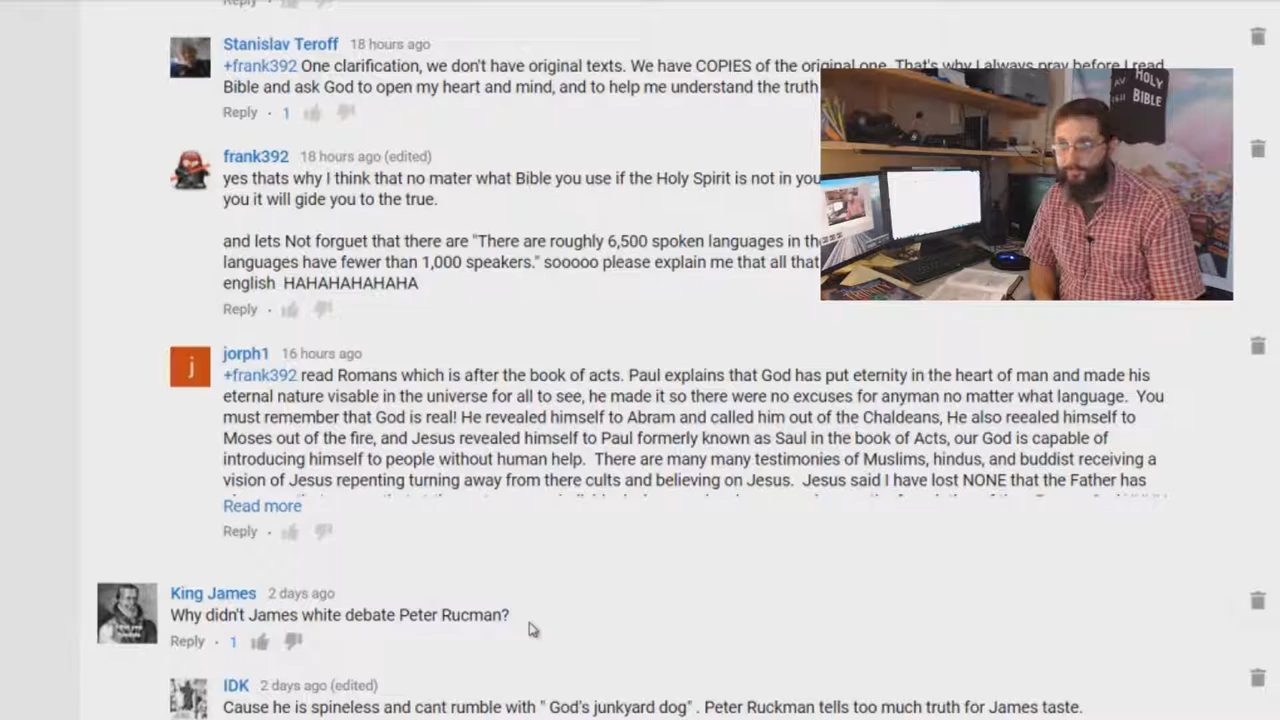 Reply
Stanislav Teroff 18 hours ago
+frank392 One clarification, we don't have original texts. We have COPIES of the original one. That's why I always pray before I read
Bible and ask God to open my heart and mind, and to help me understand the truth
Reply · 1
frank392 18 hours ago (edited)
yes thats why I think that no mater what Bible you use if the Holy Spirit is not in you
you it will gide you to the true.
and lets Not forguet that there are "There are roughly 6,500 spoken languages in th
languages have fewer than 1,000 speakers." sooooo please explain me that all that
english HAHAHAHAHAHA
Reply ·
AV HOLY
1611 BIBLE
j
jorph1 16 hours ago
+frank392 read Romans which is after the book of acts. Paul explains that God has put eternity in the heart of man and made his
eternal nature visable in the universe for all to see, he made it so there were no excuses for anyman no matter what language. You
must remember that God is real! He revealed himself to Abram and called him out of the Chaldeans, He also reealed himself to
Moses out of the fire, and Jesus revealed himself to Paul formerly known as Saul in the book of Acts, our God is capable of
introducing himself to people without human help. There are many many testimonies of Muslims, hindus, and buddist receiving a
vision of Jesus repenting turning away from there cults and believing on Jesus. Jesus said I have lost NONE that the Father has
Read more
Reply ·
King James 2 days ago
Why didn't James white debate Peter Rucman?
Reply · 1
IDK 2 days ago (edited)
Cause he is spineless and cant rumble with " God's junkyard dog" . Peter Ruckman tells too much truth for James taste.